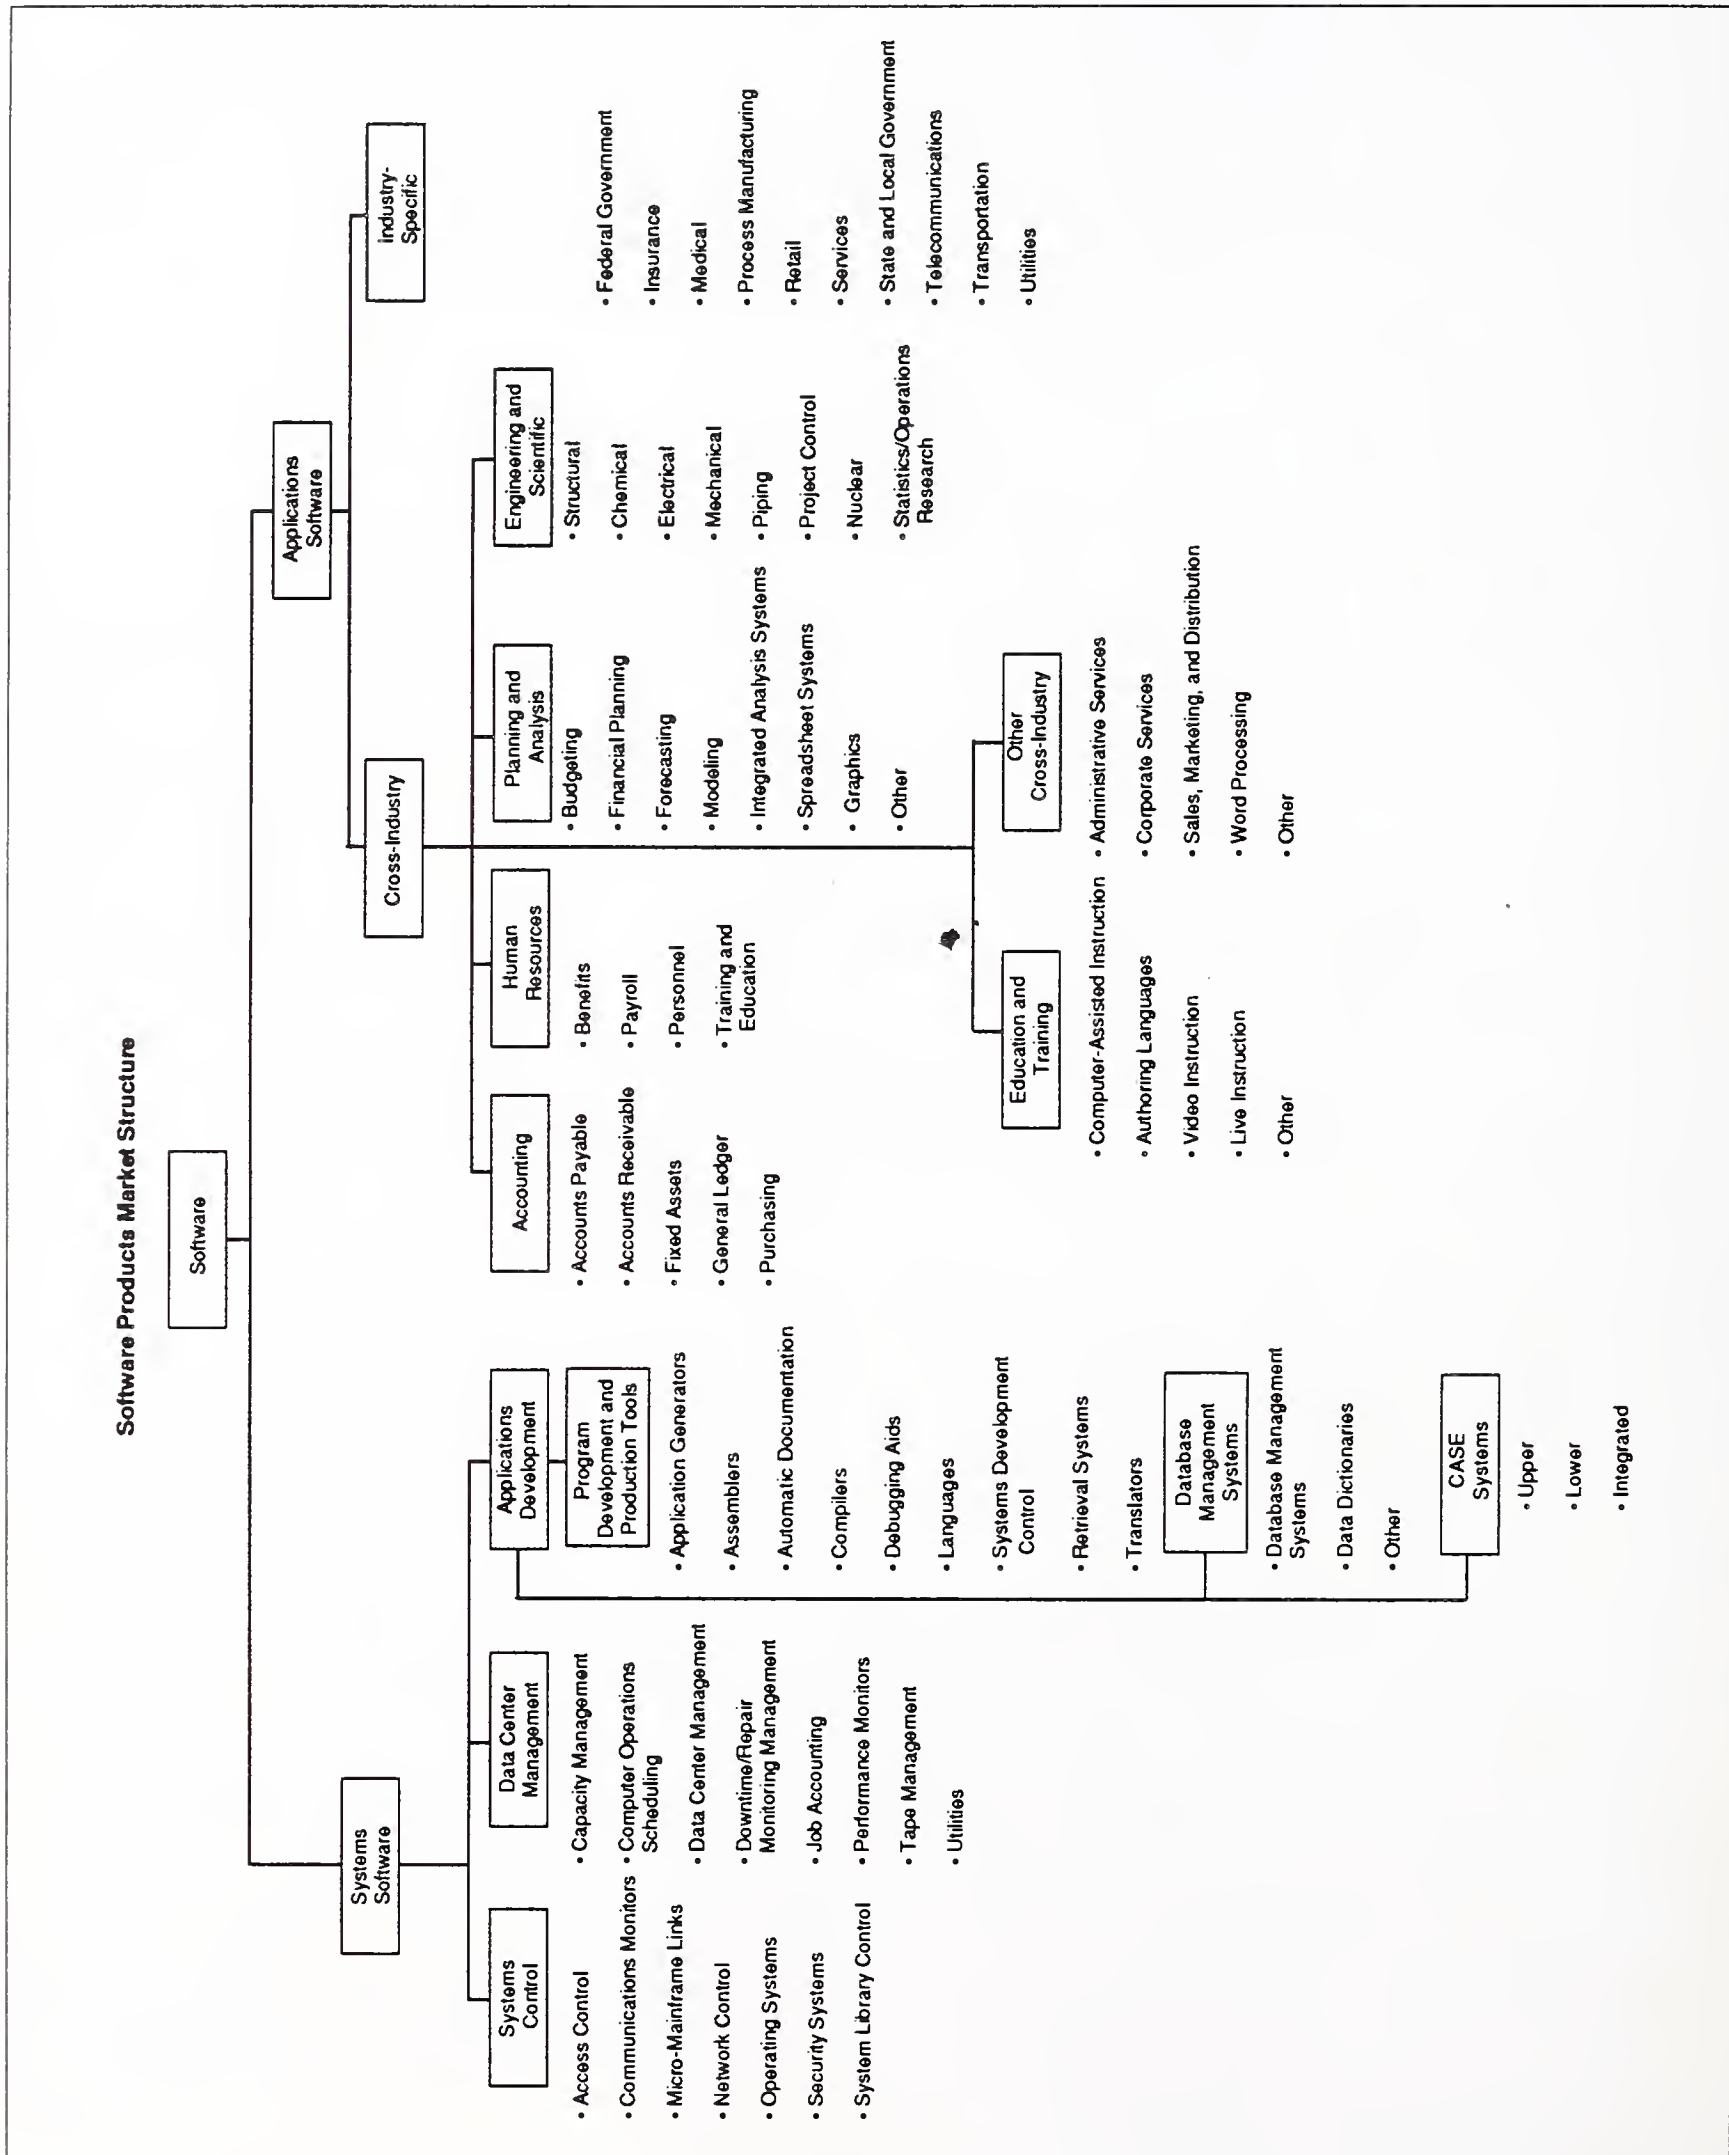 Software Products Market Structure
Software
Systems
Software
Applications
Software
Systems
Control
• Access Control
• Communications Monitors
• Micro-Mainframe Links
• Network Control
• Operating Systems
• Security Systems
• System Library Control
Data Center
Management
• Capacity Management
• Computer Operations
Scheduling
• Data Center Management
• Downtime/Repair
Monitoring Management
• Job Accounting
• Performance Monitors
• Tape Management
• Utilities
Applications
Development
Program
Development and
Production Tools
• Application Generators
• Assemblers
• Automatic Documentation
• Compilers
• Debugging Aids
• Languages
• Systems Development
Control
• Retrieval Systems
• Translators
Database
Management
Systems
• Database Management
Systems
• Data Dictionaries
• Other
CASE
Systems
• Upper
• Lower
• Integrated
Cross-Industry
industry-
Specific
Accounting
• Accounts Payable
• Accounts Receivable
• Fixed Assets
• General Ledger
• Purchasing
Human
Resources
• Benefits
• Payroll
• Personnel
• Training and
Education
Planning and
Analysis
• Budgeting
• Financial Planning
• Forecasting
• Modeling
• Integrated Analysis Systems
• Spreadsheet Systems
• Graphics
• Other
Engineering and
Scientific
• Structural
• Chemical
• Electrical
• Mechanical
• Piping
• Project Control
• Nuclear
• Statistics/Operations
Research
Education and
Training
• Computer-Assisted Instruction
• Authoring Languages
• Video Instruction
• Live Instruction
• Other
Other
Cross-Industry
• Administrative Services
• Corporate Services
• Sales, Marketing, and Distribution
• Word Processing
• Other
• Federal Government
• Insurance
• Medical
• Process Manufacturing
• Retail
• Services
• State and Local Government
• Telecommunications
• Transportation
• Utilities